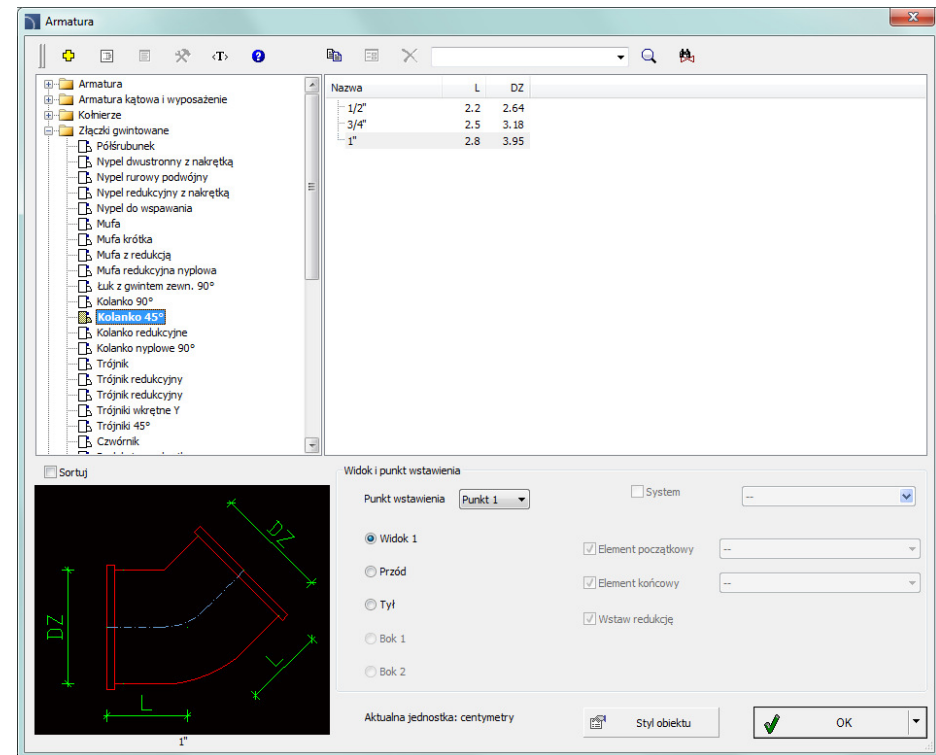 Armatura
x
‹T›
?
Armatura
Armatura kątowa i wyposażenie
Kołnierze
Złączki gwintowane
Półśrubunek
Nypel dwustronny z nakrętką
Nypel rurowy podwójny
Nypel redukcyjny z nakrętką
Nypel do wspawania
Mufa
Mufa krótka
Mufa z redukcją
Mufa redukcyjna nyplowa
Łuk z gwintem zewn. 90°
Kolanko 90°
Kolanko 45°
Kolanko redukcyjne
Kolanko nyplowe 90°
Trójnik
Trójnik redukcyjny
Trójnik redukcyjny
Trójniki wkrętne Y
Trójniki 45°
Czwórnik
Nazwa L DZ
1/2" 2.2 2.64
3/4" 2.5 3.18
1" 2.8 3.95
Sortuj
DZ
DZ
L
L
1"
Widok i punkt wstawienia
Punkt wstawienia Punkt 1
System --
Widok 1
Element początkowy --
Przód
Element końcowy --
Tył
Wstaw redukcję
Bok 1
Bok 2
Aktualna jednostka: centymetry
Styl obiektu
OK